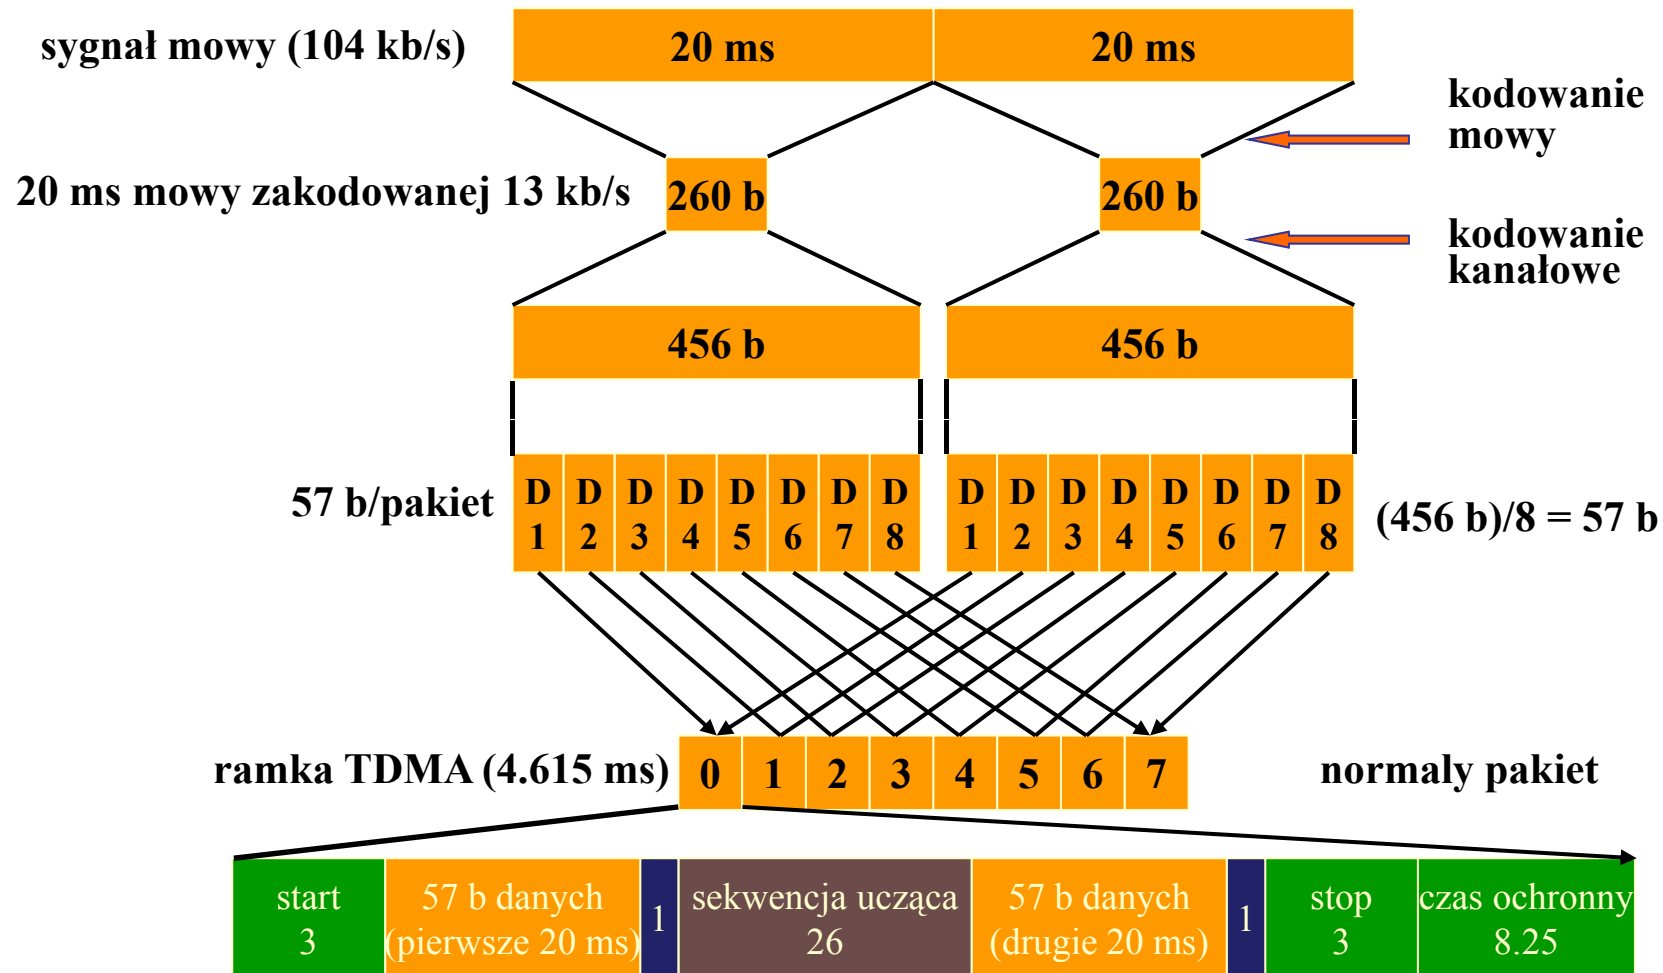 sygnał mowy (104 kb/s)
20 ms
20 ms
kodowanie
mowy
20 ms mowy zakodowanej 13 kb/s
260 b
260 b
kodowanie
kanałowe
456 b
456 b
57 b/pakiet
D D D D D D D D
1 2 3 4 5 6 7 8
D D D D D D D D
1 2 3 4 5 6 7 8
(456 b)/8 = 57 b
ramka TDMA (4.615 ms)
0 1 2 3 4 5 6 7
normaly pakiet
start
3
57 b danych
(pierwsze 20 ms)
1
sekwencja ucząca
26
57 b danych
(drugie 20 ms)
1
stop
3
czas ochronny
8.25